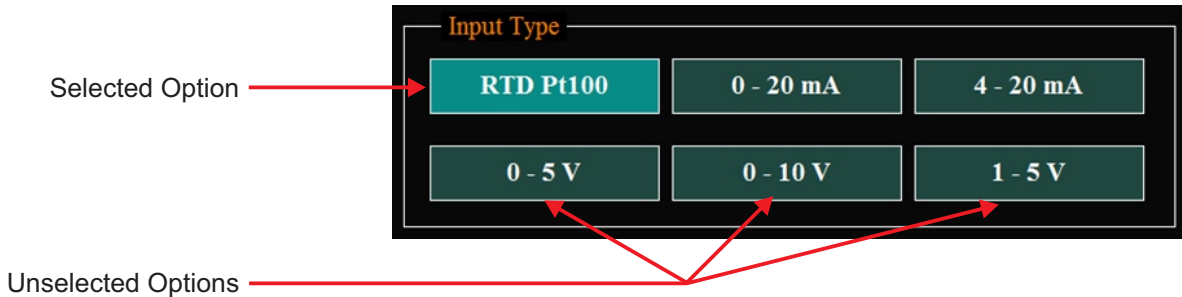 Input Type
Selected Option
RTD Pt100
0 - 20 mA
4 - 20 mA
0 - 5 V
0 - 10 V
1 - 5 V
Unselected Options